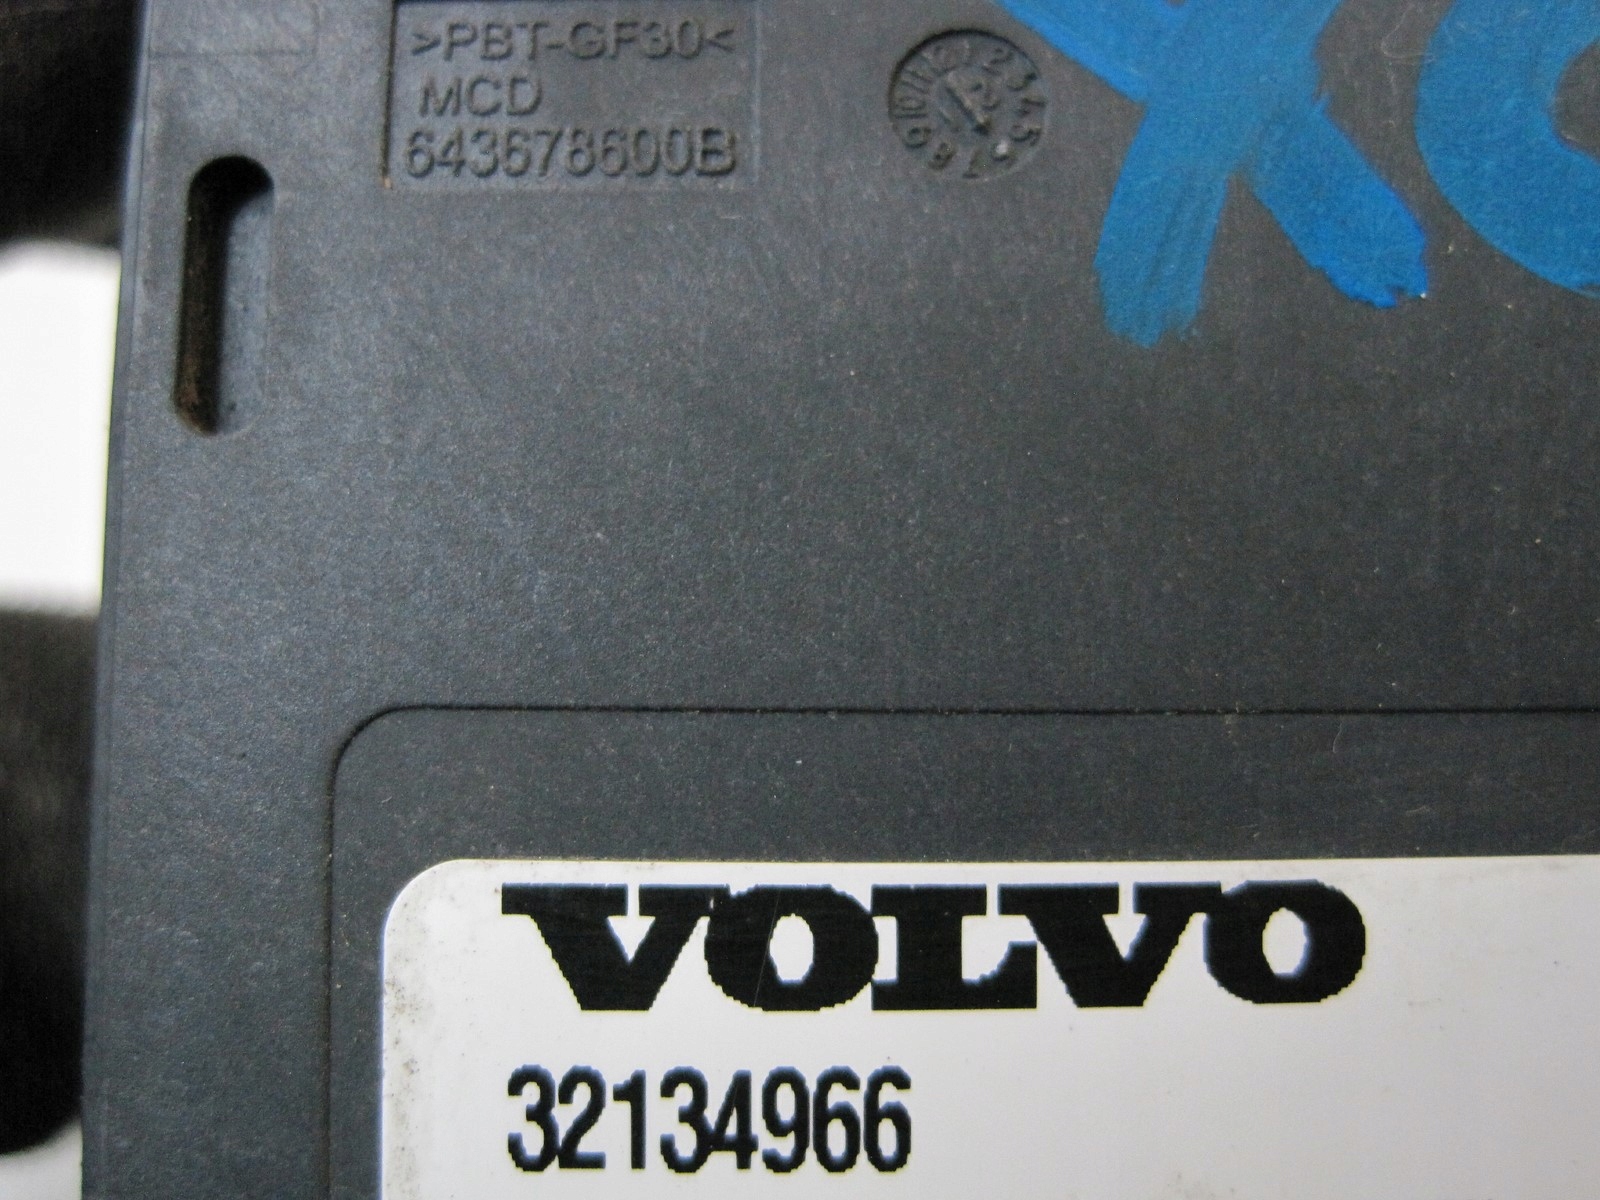 >PBT-GF30<
MCD
643678600B
VOLVO
32134966